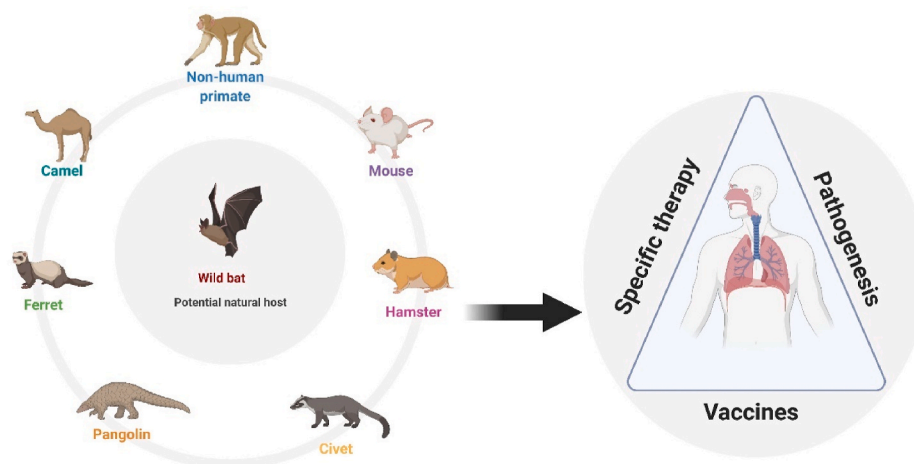 Non-human
primate
Camel
Mouse
Wild bat
Potential natural host
Ferret
Hamster
Pangolin
Civet
Specific therapy
Pathogenesis
Vaccines